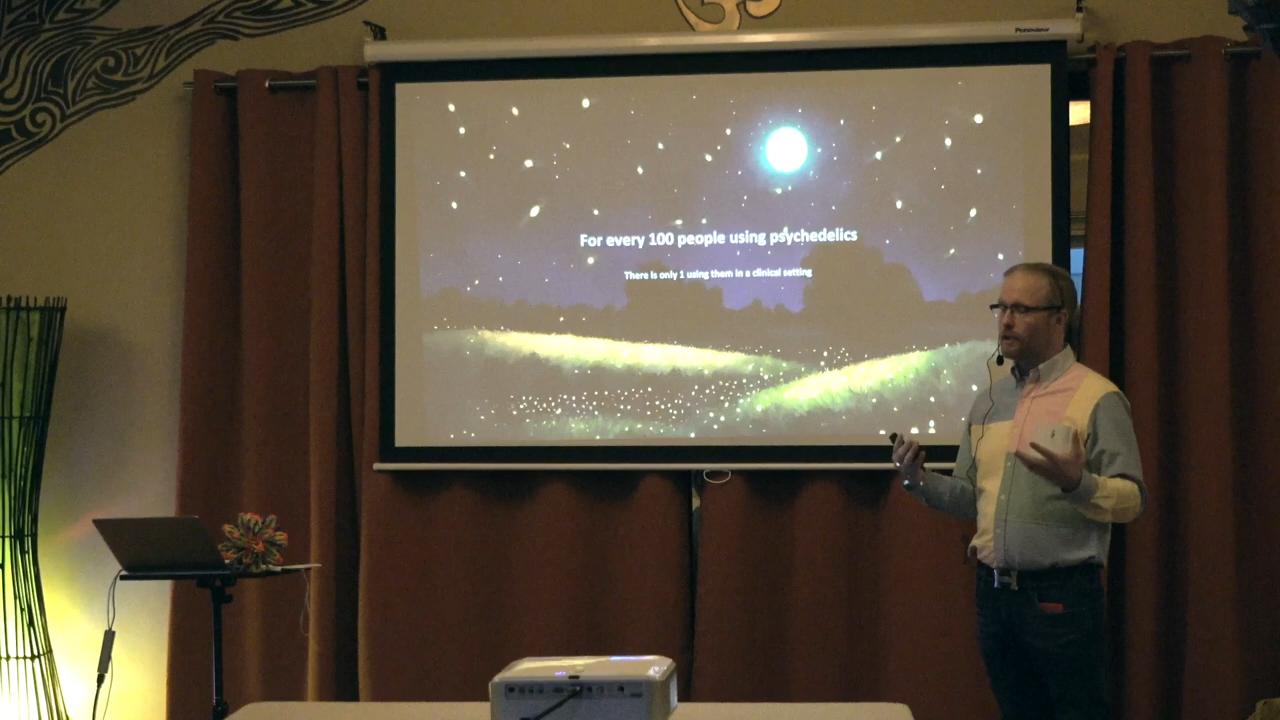 For every 100 people using psychedelics
There is only 1 using them in a clinical setting